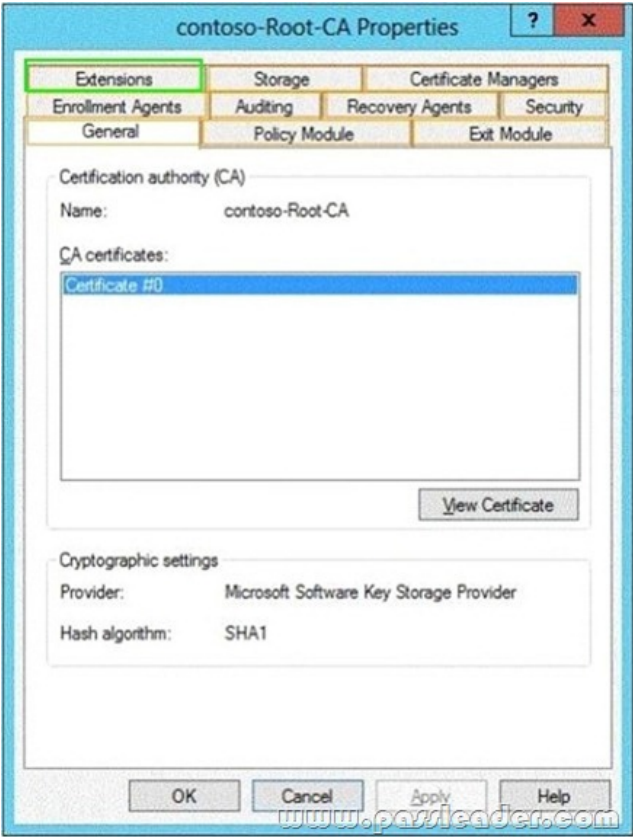 contoso-Root-CA Properties
?
x
Extensions
Storage
Certificate Managers
Enrollment Agents
Auditing
Recovery Agents
Security
General
Policy Module
Exit Module
Certification authority (CA)
Name:
contoso-Root-CA
CA certificates:
Certificate #0
View Certificate
Cryptographic settings
Provider:
Microsoft Software Key Storage Provider
Hash algorithm:
SHA1
OK
Cancel
Apply
Help
www.passleader.com